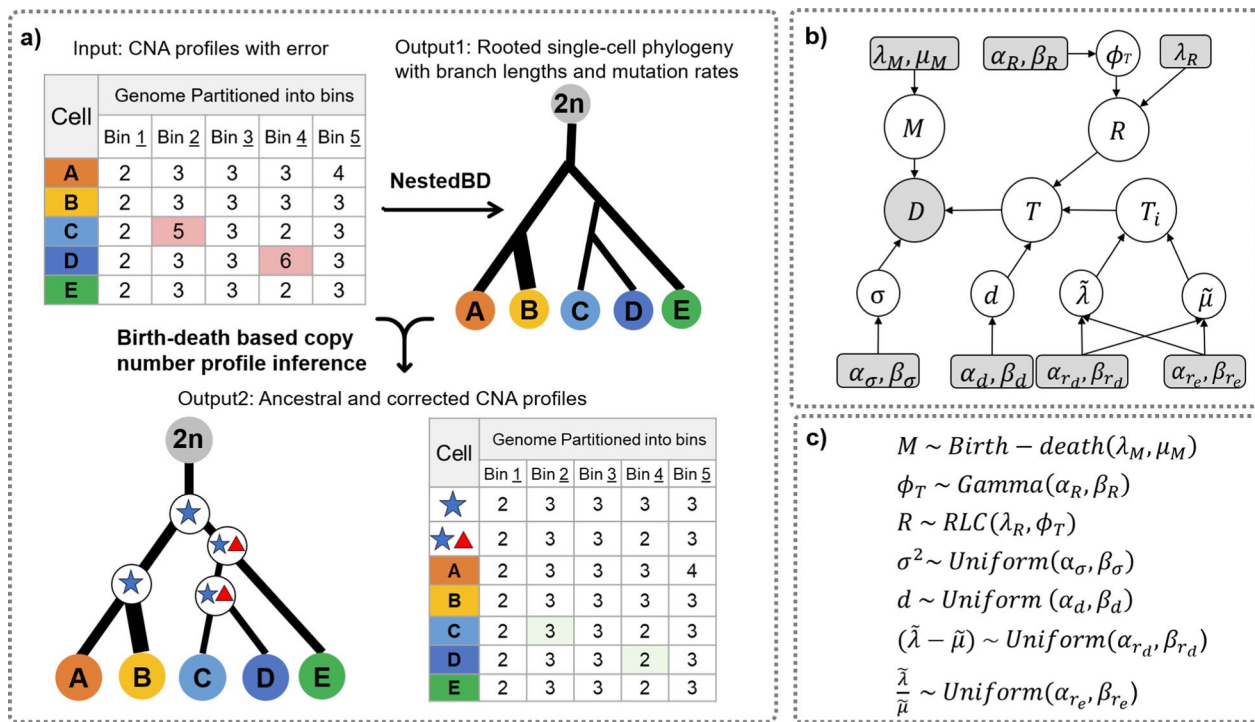 a)
Input: CNA profiles with error
Cell
Genome Partitioned into bins
Bin 1 Bin 2 Bin 3 Bin 4 Bin 5
A 2 3 3 3 4
B 2 3 3 3 3
C 2 5 3 2 3
D 2 3 3 6 3
E 2 3 3 2 3
NestedBD
Output1: Rooted single-cell phylogeny
with branch lengths and mutation rates
2n
A B C D E
Birth-death based copy
number profile inference
Output2: Ancestral and corrected CNA profiles
2n
A B C D E
Cell
Genome Partitioned into bins
Bin 1 Bin 2 Bin 3 Bin 4 Bin 5
2 3 3 3 3
2 3 3 2 3
A 2 3 3 3 4
B 2 3 3 3 3
C 2 3 3 2 3
D 2 3 3 2 3
E 2 3 3 2 3
b)
λ_M, μ_M α_R, β_R ϕ_T λ_R
M R
D T T_i
σ d λ̃ μ̃
α_σ, β_σ α_d, β_d α_{r_d}, β_{r_d} α_{r_e}, β_{r_e}
c)
M ~ Birth − death(λ_M, μ_M)
ϕ_T ~ Gamma(α_R, β_R)
R ~ RLC(λ_R, ϕ_T)
σ² ~ Uniform(α_σ, β_σ)
d ~ Uniform (α_d, β_d)
(λ̃ − μ̃) ~ Uniform(α_{r_d}, β_{r_d})
λ̃/μ̃ ~ Uniform(α_{r_e}, β_{r_e})